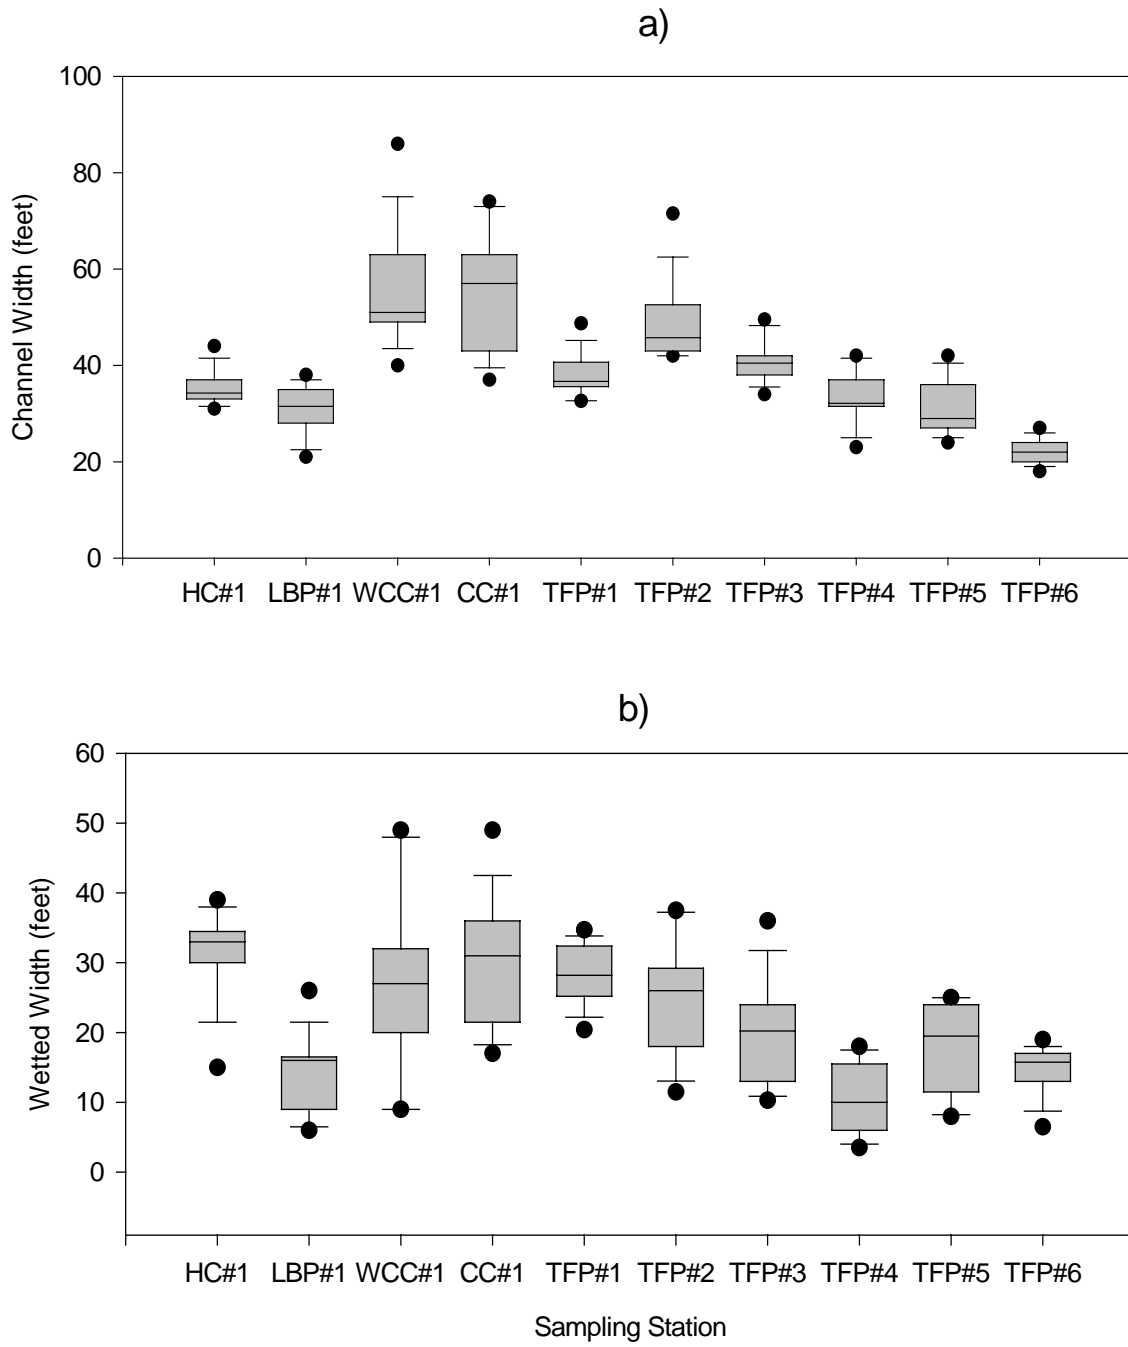 a)
100
80
60
40
20
0
Channel Width (feet)
HC#1 LBP#1 WCC#1 CC#1 TFP#1 TFP#2 TFP#3 TFP#4 TFP#5 TFP#6
b)
60
50
40
30
20
10
0
Wetted Width (feet)
HC#1 LBP#1 WCC#1 CC#1 TFP#1 TFP#2 TFP#3 TFP#4 TFP#5 TFP#6
Sampling Station